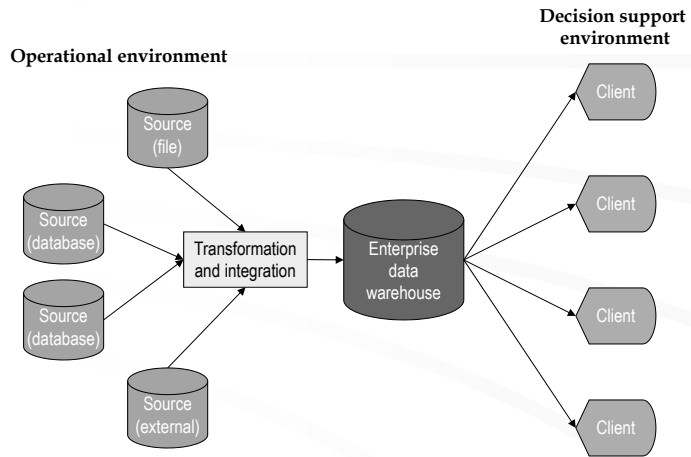 Decision support
environment
Operational environment
Client
Source
(file)
Client
Source
(database)
Transformation
and integration
Enterprise
data
warehouse
Source
(database)
Client
Source
(external)
Client